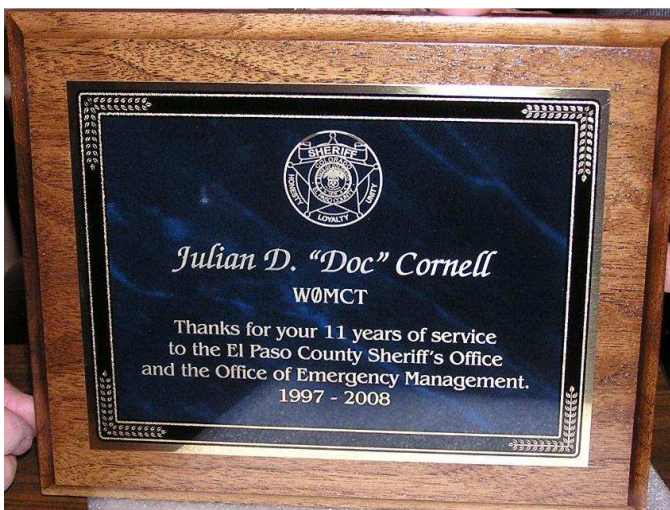 SHERIFF
COLORADO
EL PASO COUNTY
HONESTY
LOYALTY
UNITY
Julian D. “Doc” Cornell
WØMCT
Thanks for your 11 years of service
to the El Paso County Sheriff’s Office
and the Office of Emergency Management.
1997 - 2008